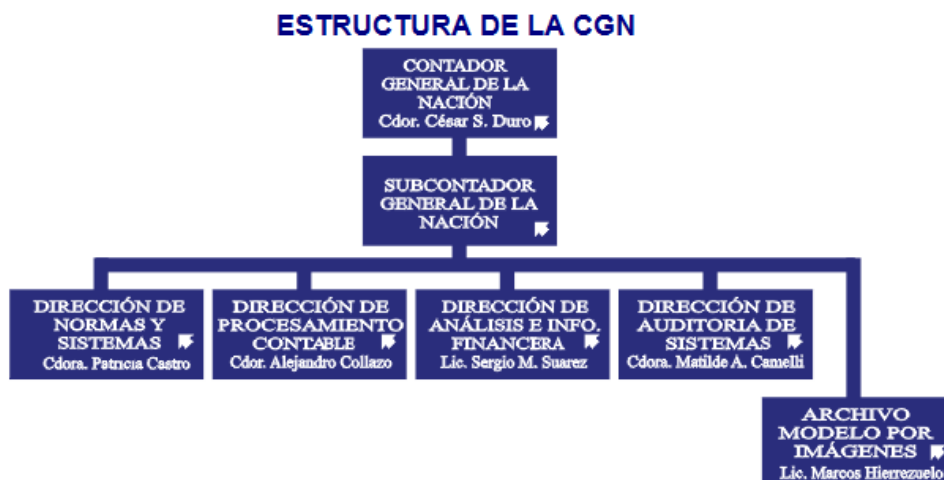 ESTRUCTURA DE LA CGN
CONTADOR
GENERAL DE LA
NACIÓN
Cdor. César S. Duro
SUBCONTADOR
GENERAL DE LA
NACIÓN
DIRECCIÓN DE
NORMAS Y
SISTEMAS
Cdora. Patricia Castro
DIRECCIÓN DE
PROCESAMIENTO
CONTABLE
Cdor. Alejandro Collazo
DIRECCIÓN DE
ANÁLISIS E INFO.
FINANCERA
Lic. Sergio M. Suarez
DIRECCIÓN DE
AUDITORIA DE
SISTEMAS
Cdora. Matilde A. Camelli
ARCHIVO
MODELO POR
IMÁGENES
Lic. Marcos Hierrezuelo